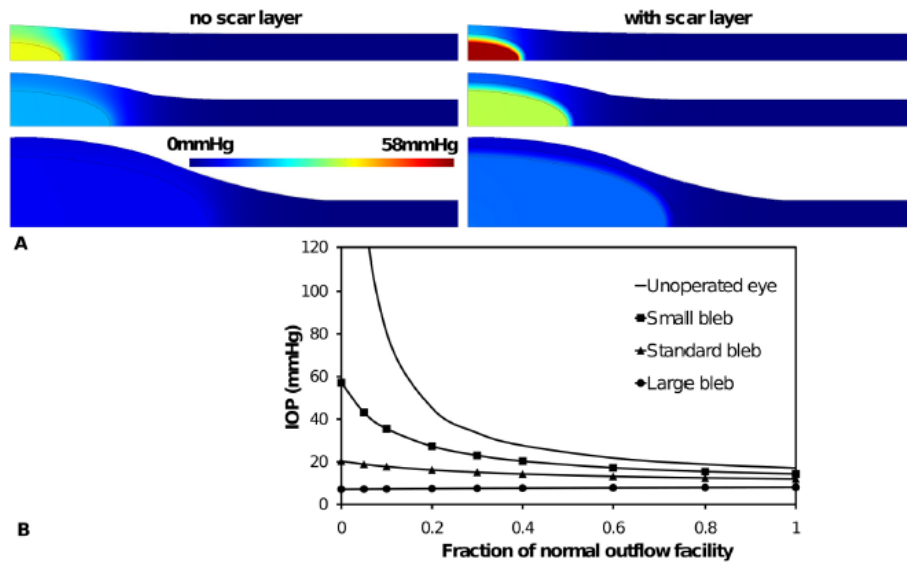 no scar layer
with scar layer
0mmHg
58mmHg
A
120
100
80
60
40
20
0
IOP (mmHg)
Unoperated eye
Small bleb
Standard bleb
Large bleb
0
0.2
0.4
0.6
0.8
1
Fraction of normal outflow facility
B